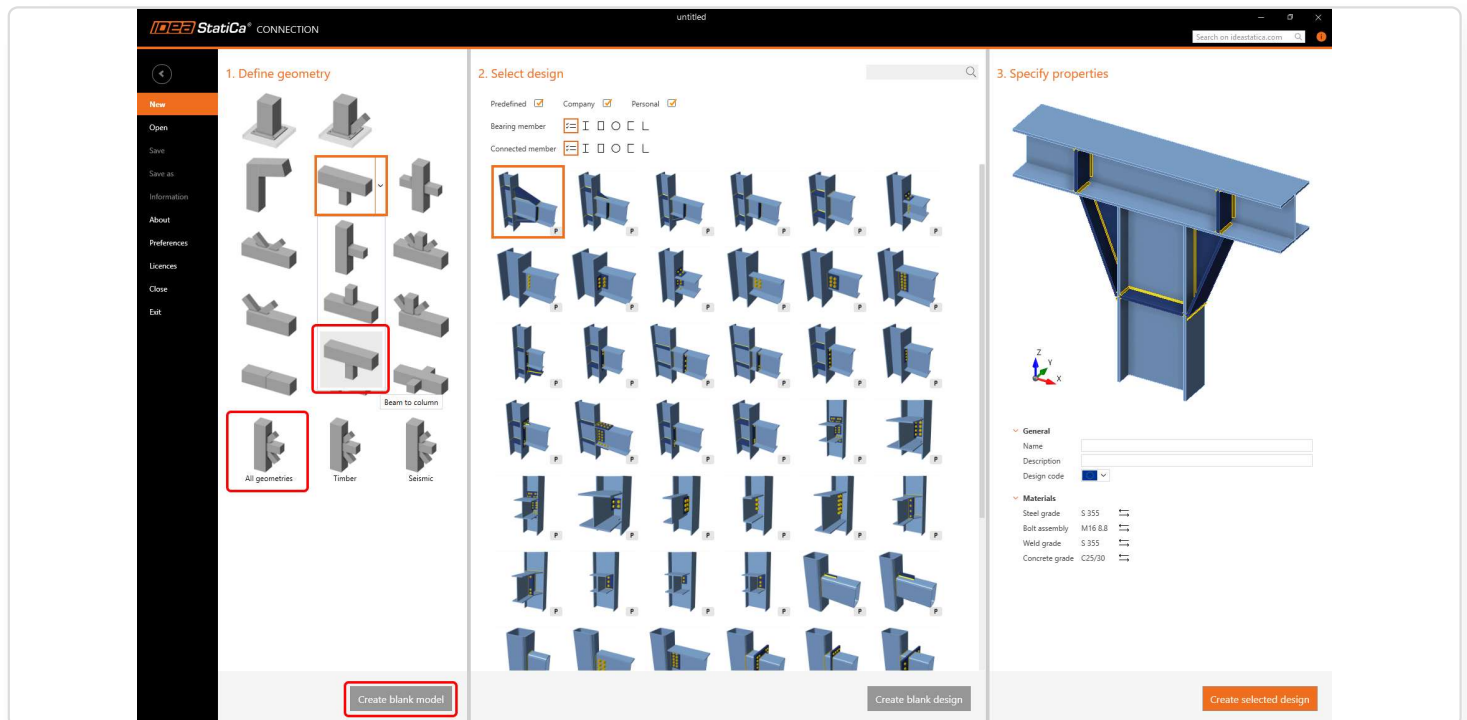 IDEA StatiCa® CONNECTION
untitled
Search on ideastatica.com
New
Open
Save
Save as
Information
About
Preferences
Licences
Close
Exit
1. Define geometry
Beam to column
All geometries
Timber
Seismic
Create blank model
2. Select design
Predefined Company Personal
Bearing member
Connected member
P P P P P P
P P P P P P
P P P P P P
P P P P P P
P P P P P P
P P P P P P
Create blank design
3. Specify properties
Z
Y
X
General
Name
Description
Design code
Materials
Steel grade S 355
Bolt assembly M16 8.8
Weld grade S 355
Concrete grade C25/30
Create selected design